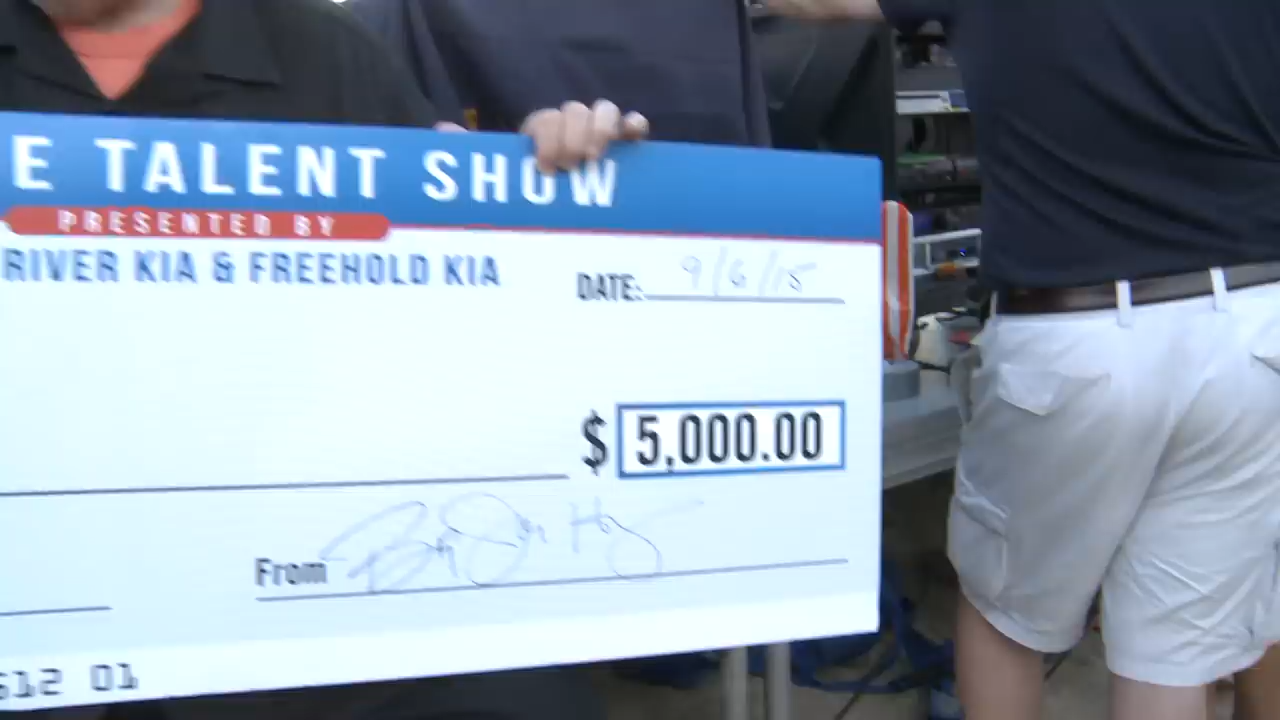 E TALENT SHOW
PRESENTED BY
RIVER KIA & FREEHOLD KIA
DATE: 9/6/15
$ 5,000.00
From
612 01